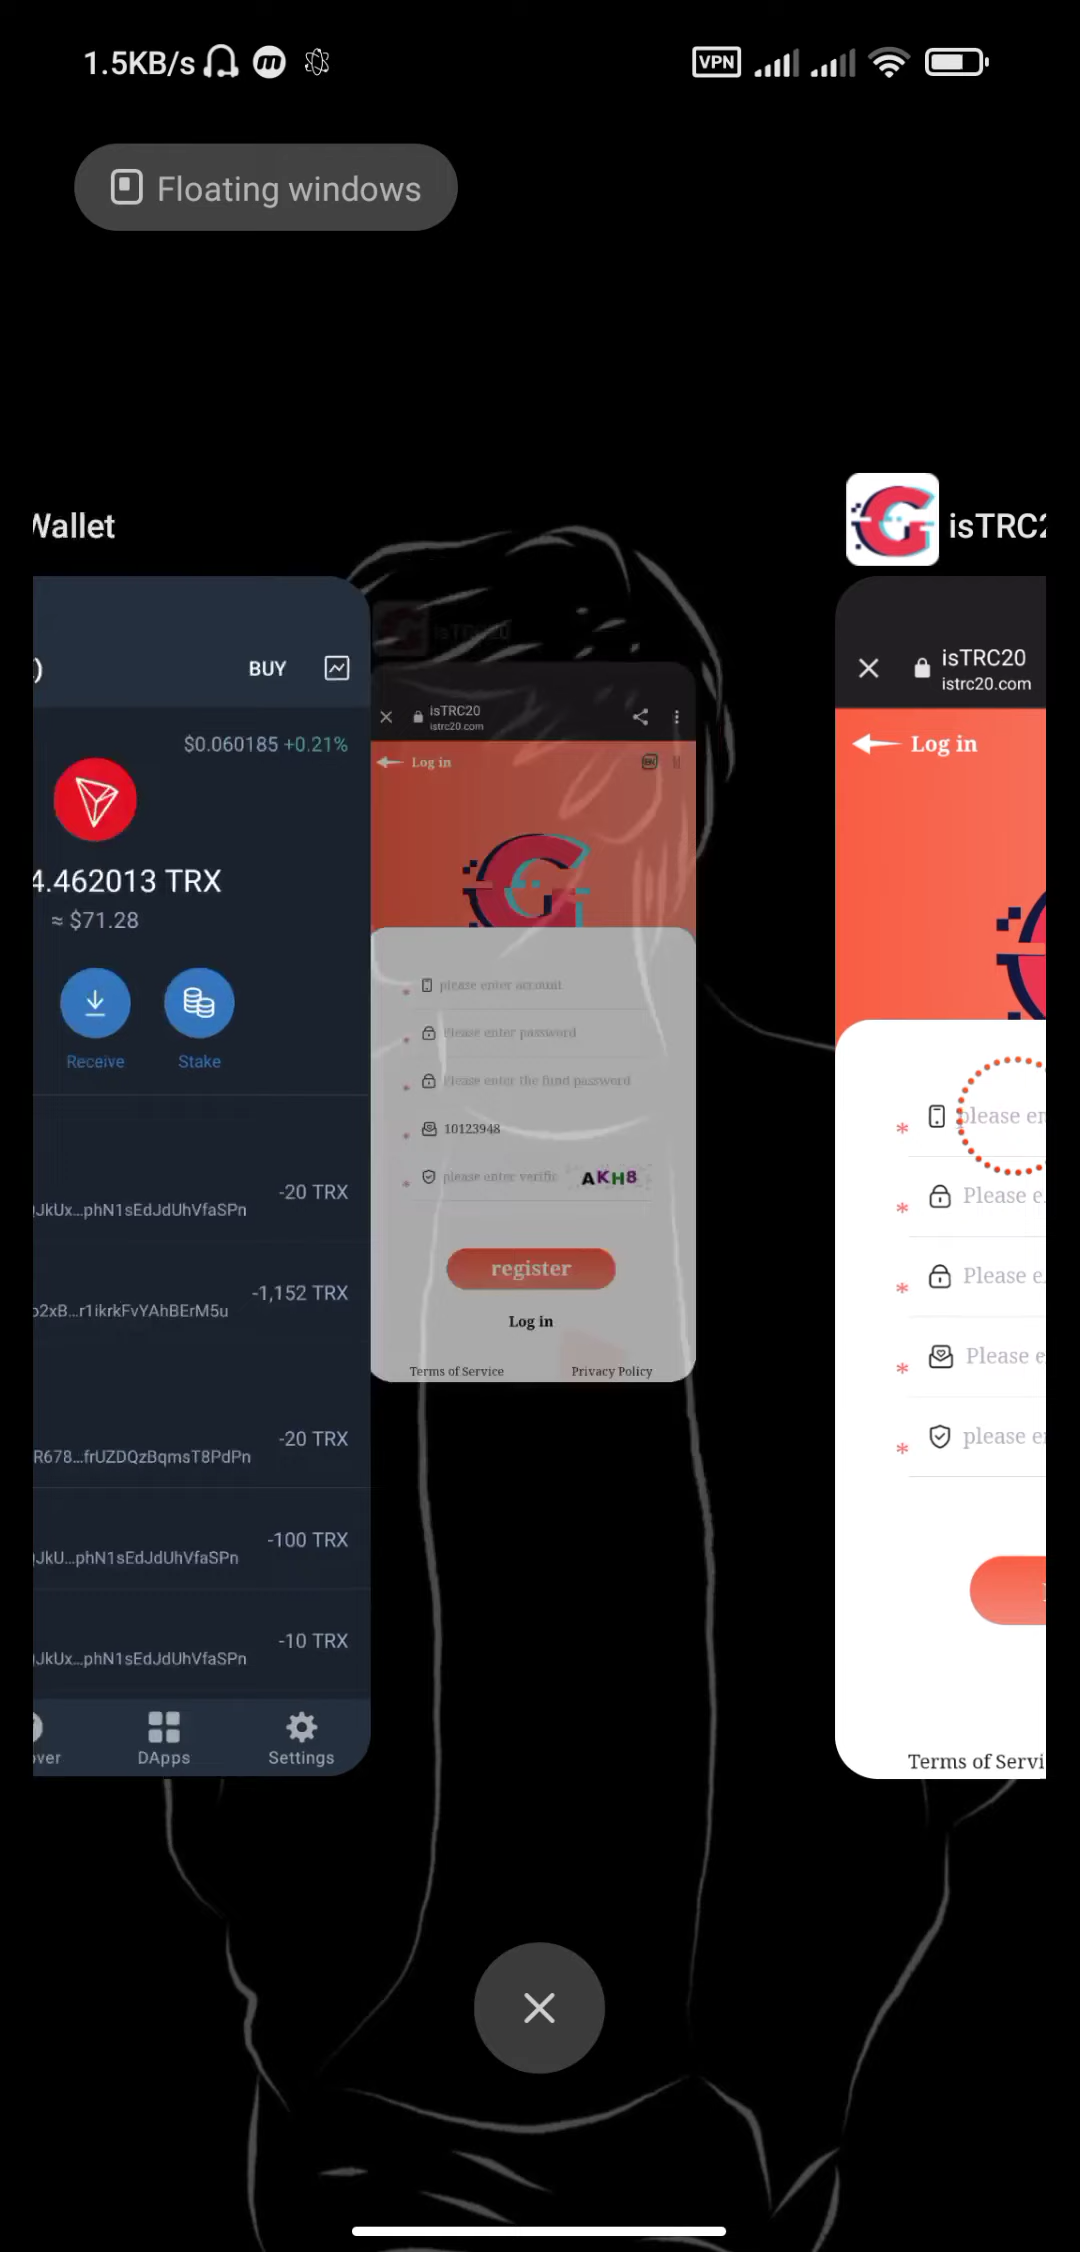 1.5KB/s
VPN
Floating windows
Wallet
BUY
$0.060185 +0.21%
4.462013 TRX
≈ $71.28
Receive
Stake
-20 TRX
JkUx...phN1sEdJdUhVfaSPn
-1,152 TRX
2xB...r1ikrkFvYAhBErM5u
-20 TRX
R678...frUZDQzBqmsT8PdPn
-100 TRX
JkU...phN1sEdJdUhVfaSPn
-10 TRX
JkUx...phN1sEdJdUhVfaSPn
over
DApps
Settings
isTRC20
isTRC20
istrc20.com
Log in
please enter account
Please enter password
Please enter the fund password
10123948
please enter verific
AKH8
register
Log in
Terms of Service
Privacy Policy
isTRC2
isTRC20
istrc20.com
Log in
* please en
* Please e
* Please e
* Please e
* please e
Terms of Servi